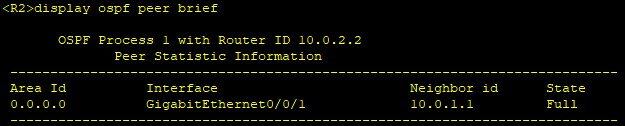 <R2>display ospf peer brief
OSPF Process 1 with Router ID 10.0.2.2
Peer Statistic Information
----------------------------------------------------------------------------
Area Id Interface Neighbor id State
0.0.0.0 GigabitEthernet0/0/1 10.0.1.1 Full
----------------------------------------------------------------------------